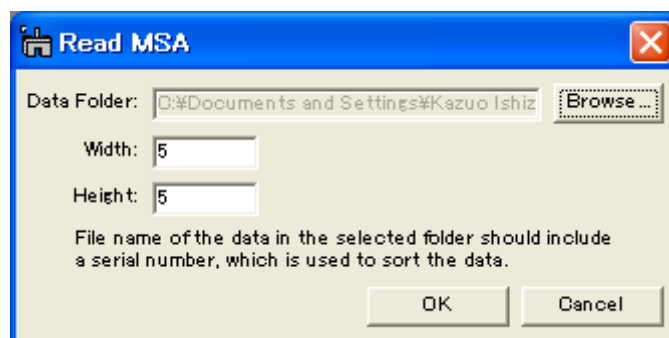 Read MSA
Data Folder: C:¥Documents and Settings¥Kazuo Ishiz Browse...
Width: 5
Height: 5
File name of the data in the selected folder should include
a serial number, which is used to sort the data.
OK Cancel